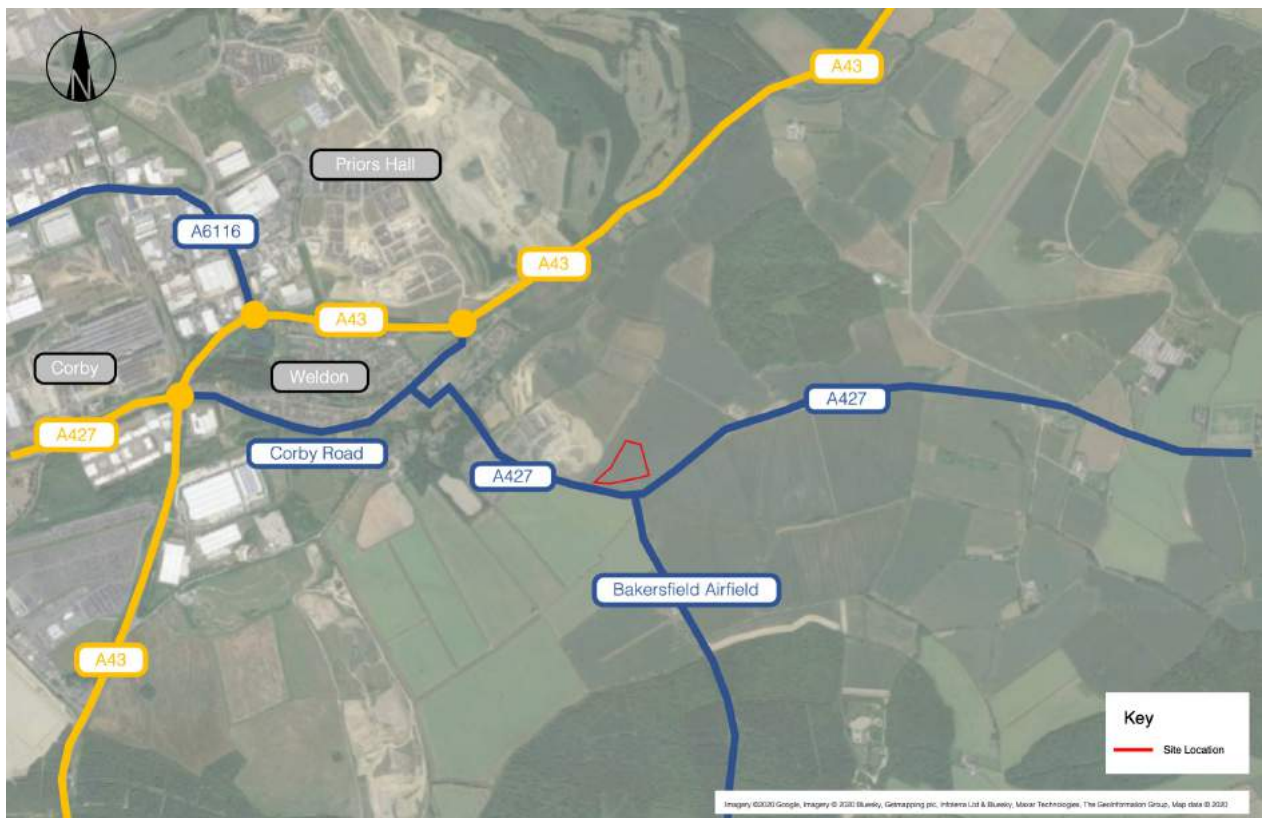 N
A43
Priors Hall
A6116
A43
A43
Corby
Weldon
A427
A427
Corby Road
A427
Bakersfield Airfield
A43
Key
Site Location
Imagery ©2020 Google, Imagery © 2020 Bluesky, Getmapping plc, Infoterra Ltd & Bluesky, Maxar Technologies, The GeoInformation Group, Map data © 2020